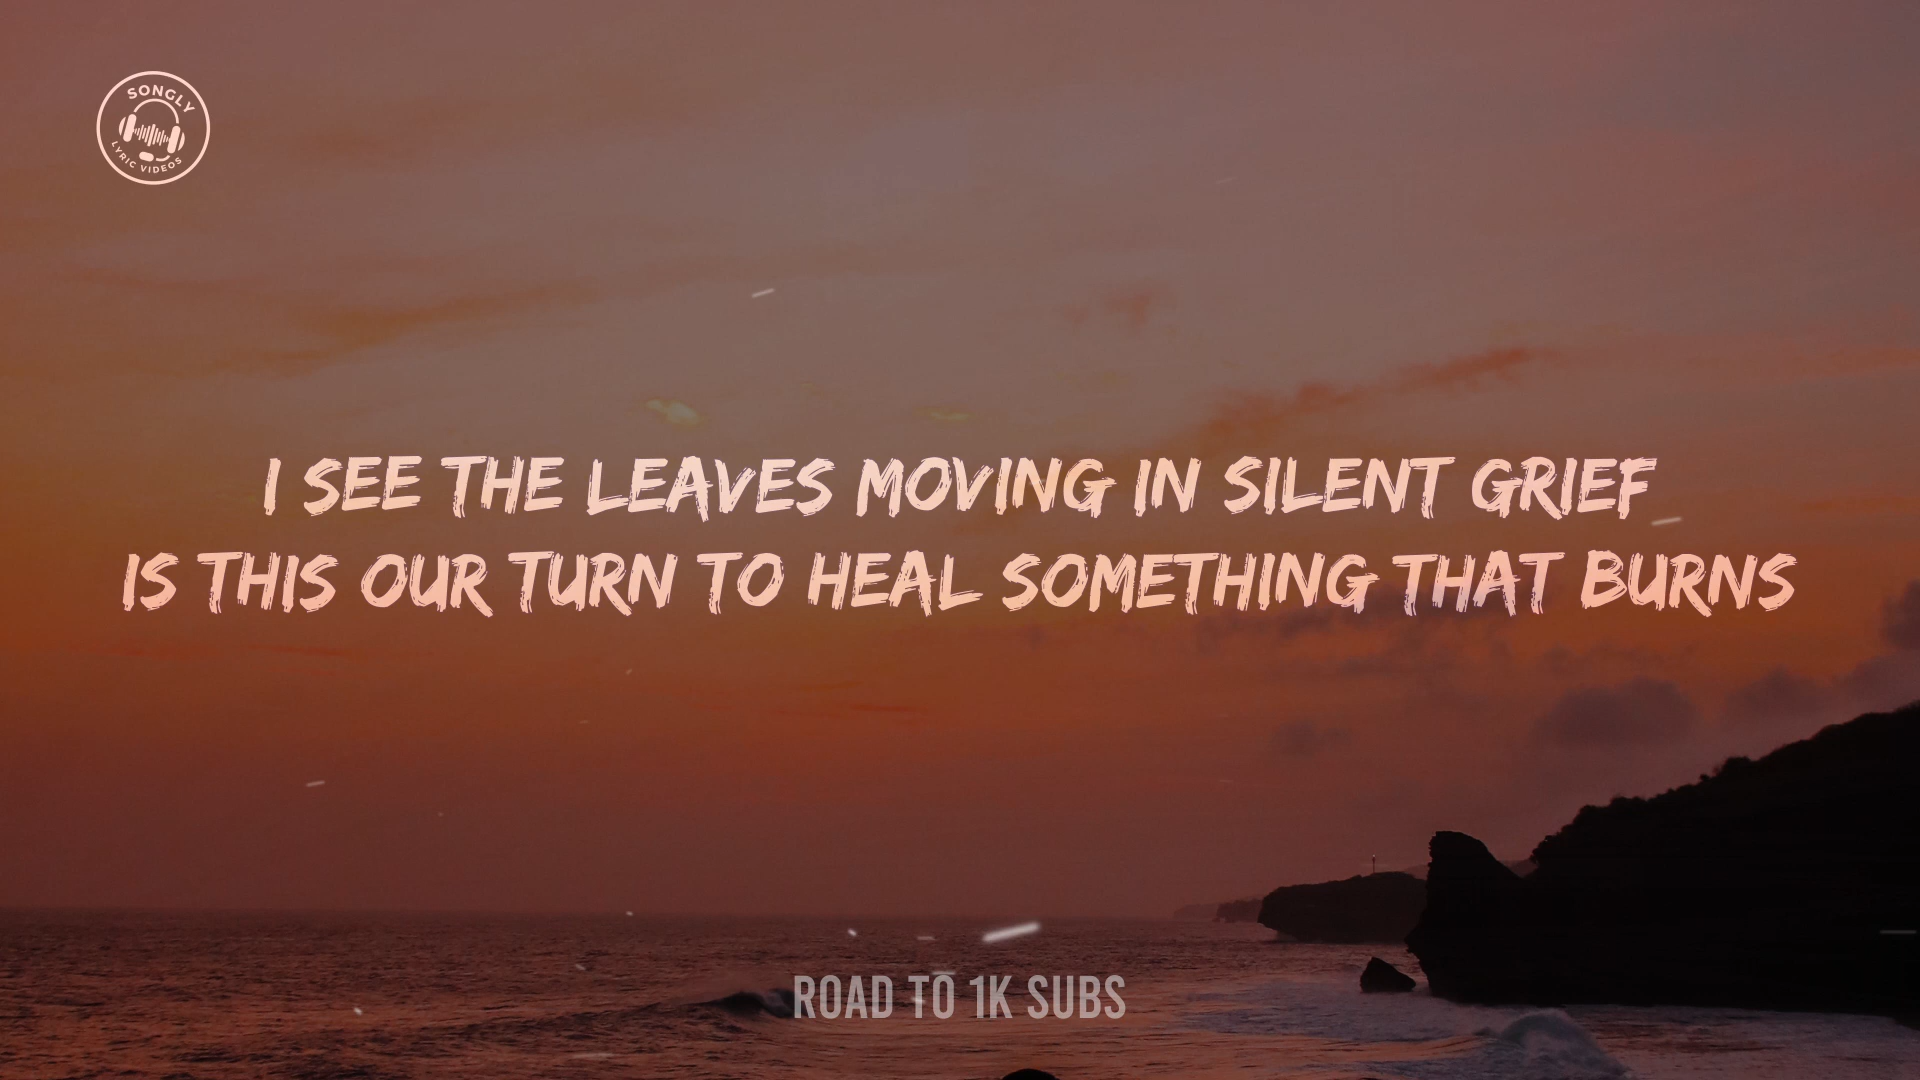 SONGLY
LYRIC VIDEOS
I SEE THE LEAVES MOVING IN SILENT GRIEF
IS THIS OUR TURN TO HEAL SOMETHING THAT BURNS
ROAD TO 1K SUBS